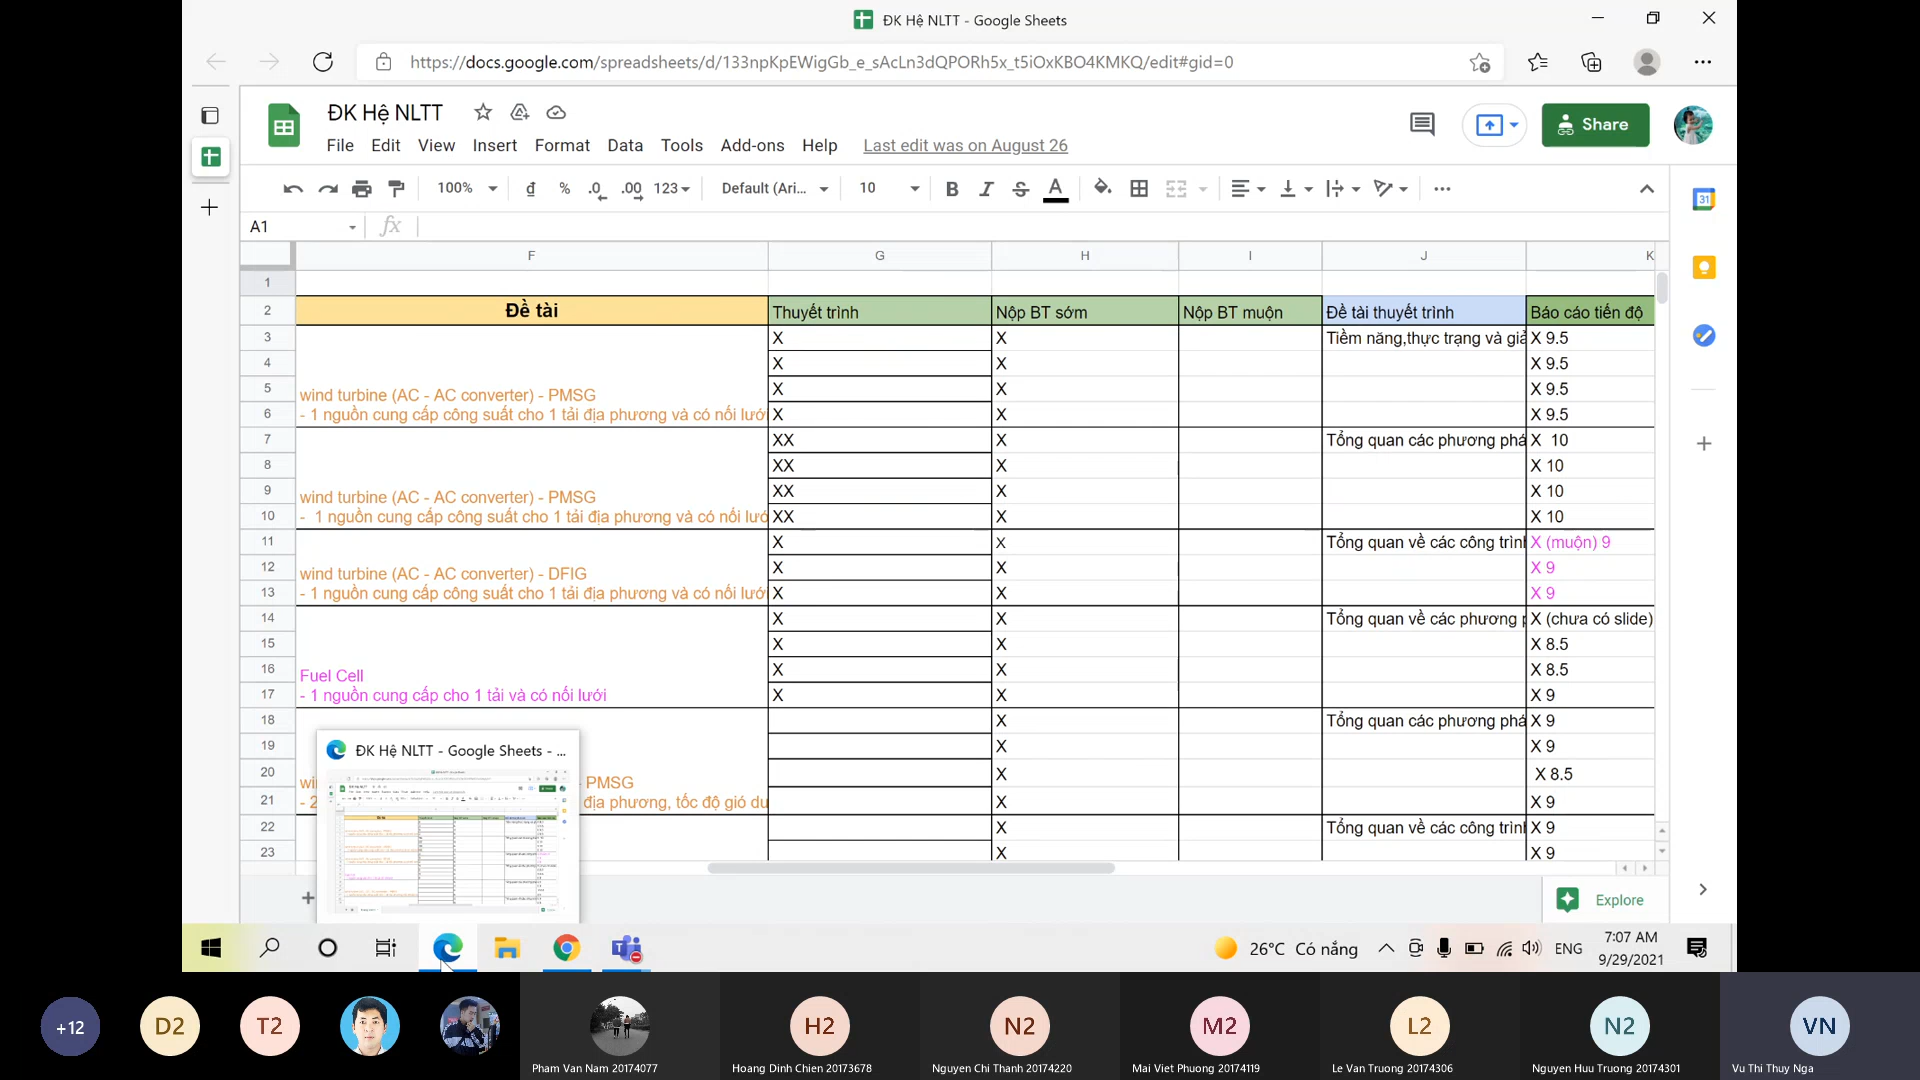 ĐK Hệ NLTT - Google Sheets
https://docs.google.com/spreadsheets/d/133npKpEWigGb_e_sAcLn3dQPORh5x_t5iOxKBO4KMKQ/edit#gid=0
ĐK Hệ NLTT
Share
File Edit View Insert Format Data Tools Add-ons Help Last edit was on August 26
100% đ % .0 .00 123 Default (Ari... 10 B I S A
31
A1 fx
F G H I J K
1
2 Đề tài Thuyết trình Nộp BT sớm Nộp BT muộn Đề tài thuyết trình Báo cáo tiến độ
3 X X Tiềm năng,thực trạng và giả X 9.5
4 X X X 9.5
5 wind turbine (AC - AC converter) - PMSG X X X 9.5
6 - 1 nguồn cung cấp công suất cho 1 tải địa phương và có nối lưới X X X 9.5
7 XX X Tổng quan các phương phá X 10
8 XX X X 10
9 wind turbine (AC - AC converter) - PMSG XX X X 10
10 - 1 nguồn cung cấp công suất cho 1 tải địa phương và có nối lướ XX X X 10
11 X X Tổng quan về các công trình X (muộn) 9
12 wind turbine (AC - AC converter) - DFIG X X X 9
13 - 1 nguồn cung cấp công suất cho 1 tải địa phương và có nối lướ X X X 9
14 X X Tổng quan về các phương p X (chưa có slide)
15 X X X 8.5
16 Fuel Cell X X X 8.5
17 - 1 nguồn cung cấp cho 1 tải và có nối lưới X X X 9
18 X Tổng quan các phương phá X 9
19 X X 9
20 wi PMSG X X 8.5
21 - 2 địa phương, tốc độ gió du X X 9
22 X Tổng quan về các công trình X 9
23 X X 9
ĐK Hệ NLTT - Google Sheets - ...
Explore
26°C Có nắng ENG 7:07 AM
9/29/2021
+12 D2 T2 H2 N2 M2 L2 N2 VN
Pham Van Nam 20174077 Hoang Dinh Chien 20173678 Nguyen Chi Thanh 20174220 Mai Viet Phuong 20174119 Le Van Truong 20174306 Nguyen Huu Truong 20174301 Vu Thi Thuy Nga